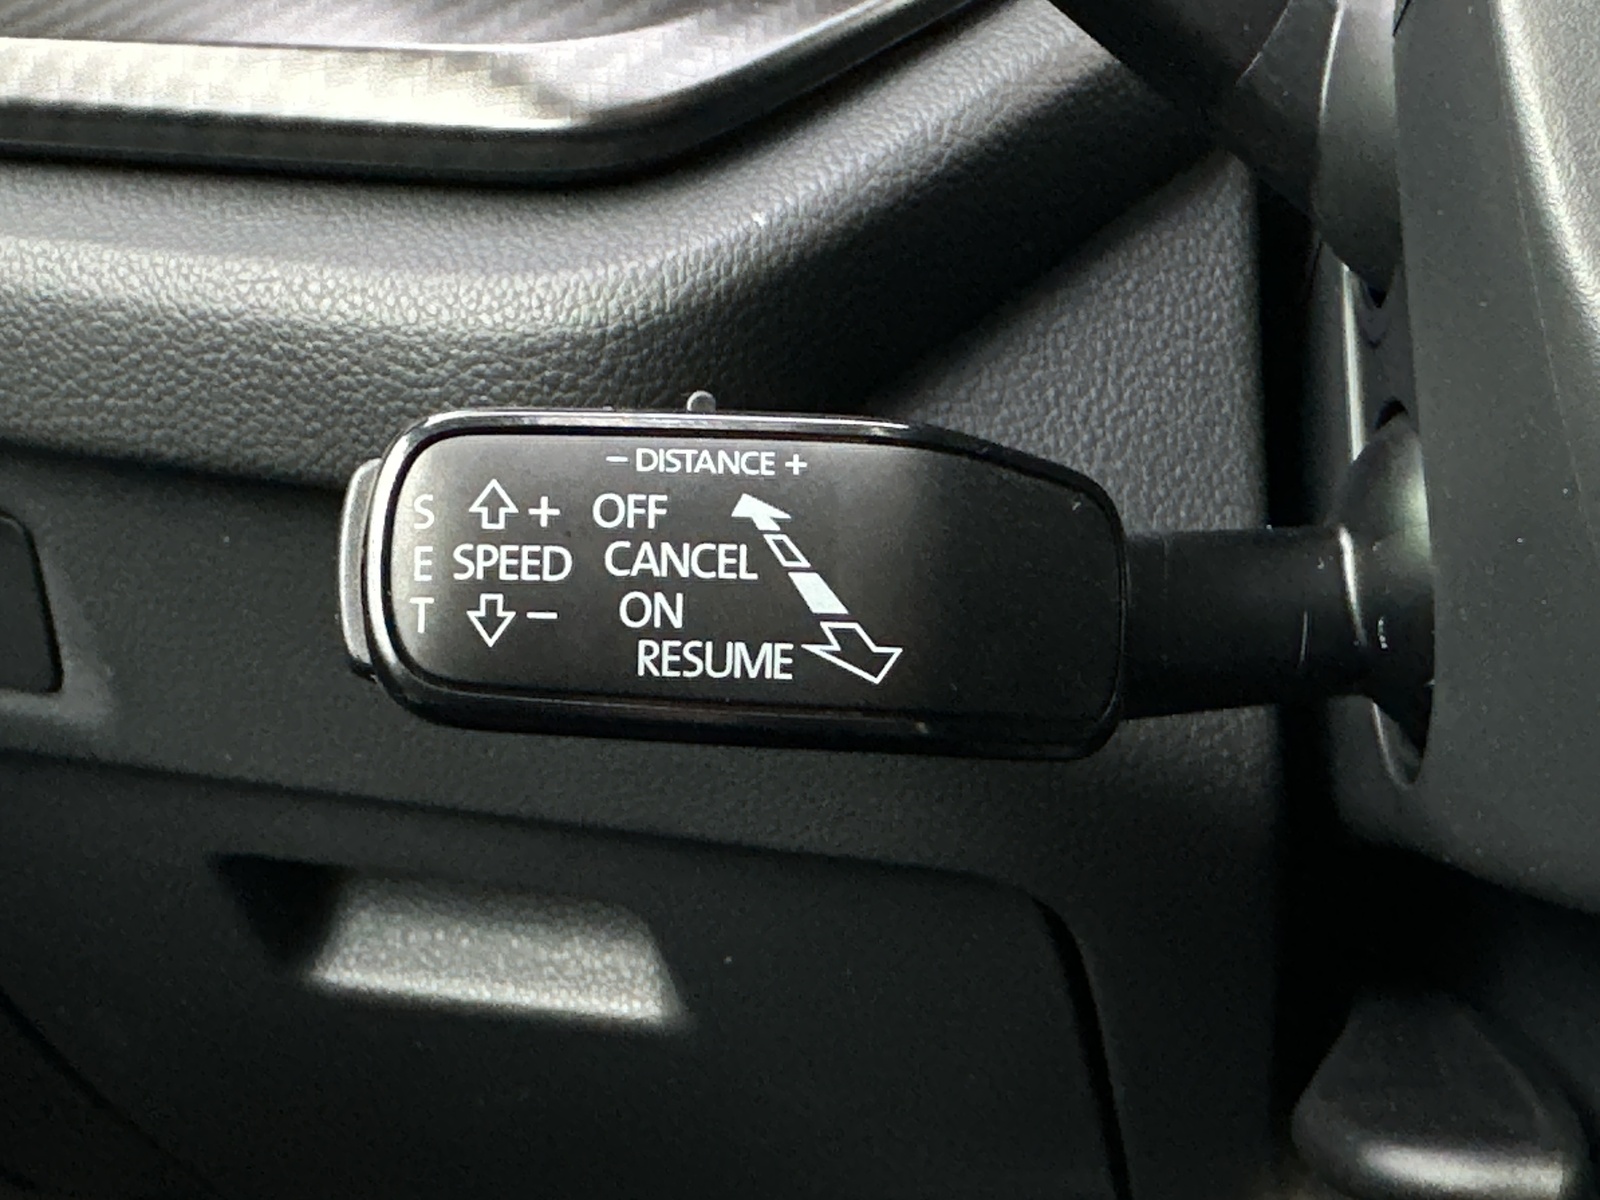 − DISTANCE +
S + OFF
E SPEED CANCEL
T − ON
RESUME